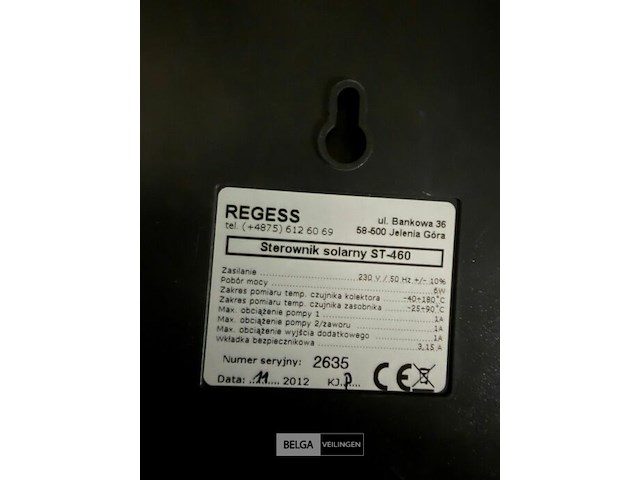 REGESS
tel. (+4875) 612 60 69
ul. Bankowa 36
58-500 Jelenia Góra
Sterownik solarny ST-460
Zasilanie 230 V / 50 Hz +/- 10%
Pobór mocy 6W
Zakres pomiaru temp. czujnika kolektora -40÷180°C
Zakres pomiaru temp. czujnika zasobnika -25÷90°C
Max. obciążenie pompy 1 1A
Max. obciążenie pompy 2/zaworu 1A
Max. obciążenie wyjścia dodatkowego 1A
Wkładka bezpiecznikowa 3,15 A
Numer seryjny: 2635
Data: ..11.... 2012 KJ.P....
CE
BELGA VEILINGEN